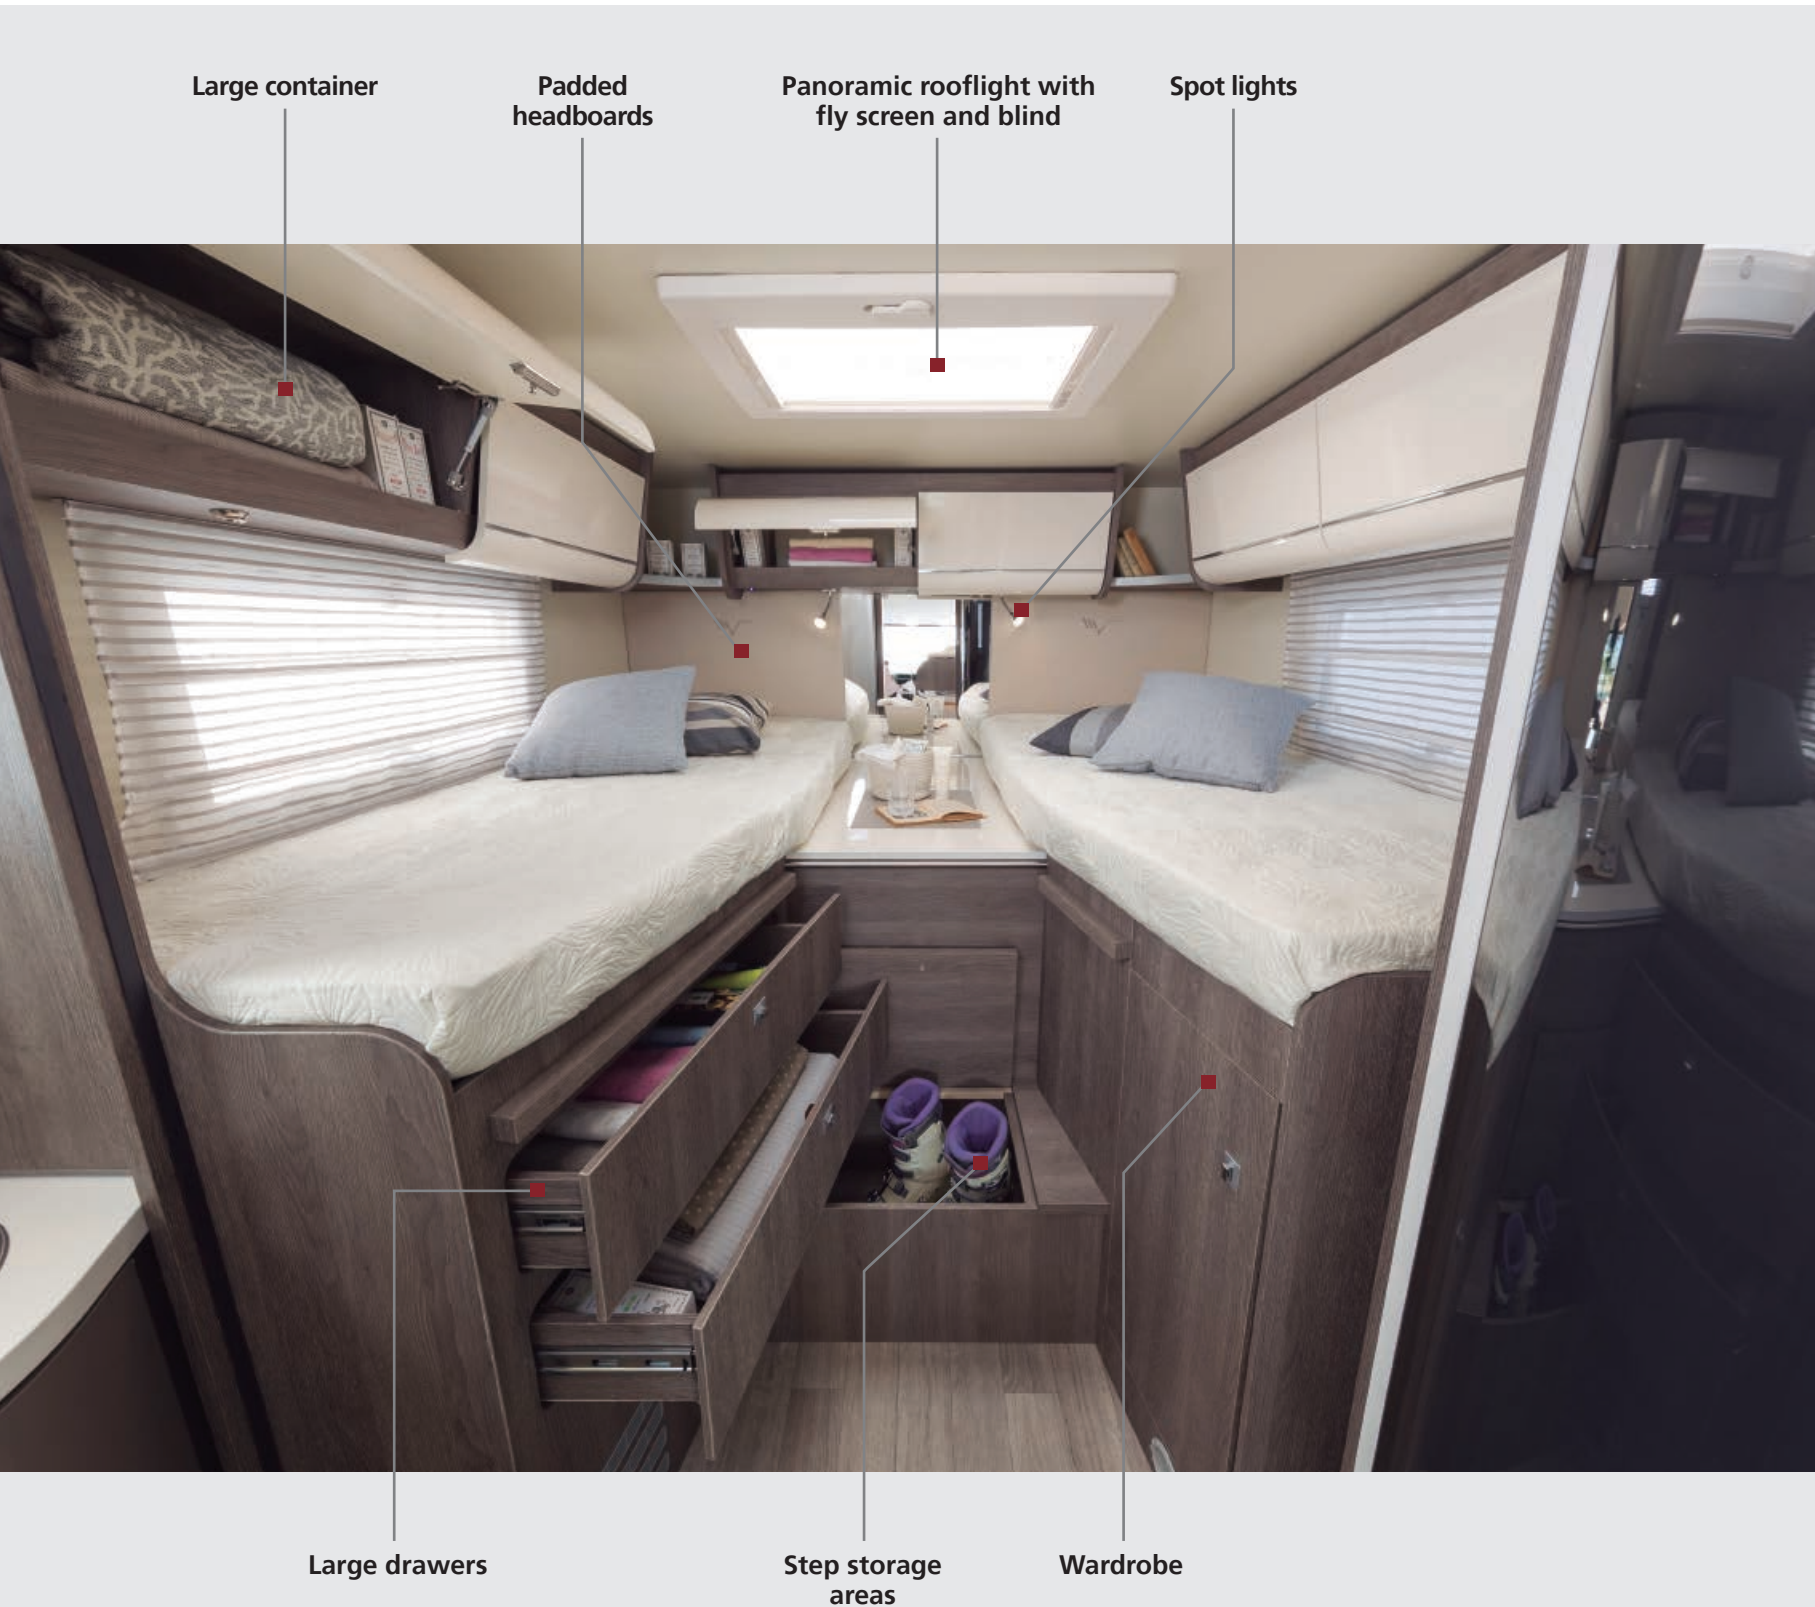 Large container
Padded
headboards
Panoramic rooflight with
fly screen and blind
Spot lights
Large drawers
Step storage
areas
Wardrobe